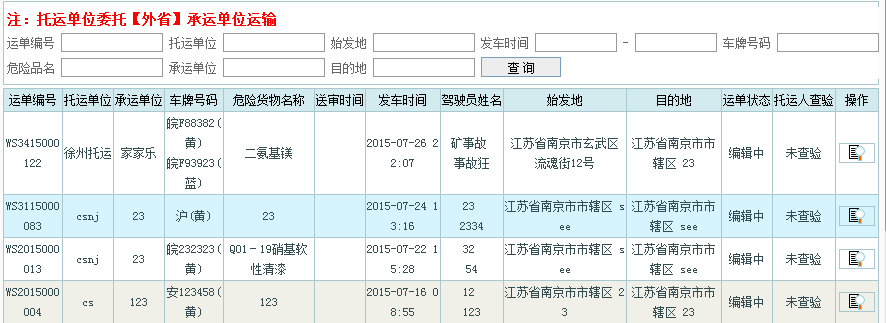 注：托运单位委托【外省】承运单位运输
运单编号 托运单位 始发地 发车时间 - 车牌号码
危险品名 承运单位 目的地 查 询
运单编号 托运单位 承运单位 车牌号码 危险货物名称 送审时间 发车时间 驾驶员姓名 始发地 目的地 运单状态 托运人查验 操作
WS3415000122 徐州托运 家家乐 皖F88382(黄) 皖F93923(蓝) 二氨基镁 2015-07-26 22:07 矿事故 事故狂 江苏省南京市玄武区流魂街12号 江苏省南京市市辖区 23 编辑中 未查验
WS3115000083 csnj 23 沪(黄) 23 2015-07-24 13:16 23 2334 江苏省南京市市辖区 see 江苏省南京市市辖区 see 编辑中 未查验
WS2015000013 csnj 23 皖232323(黄) Q01－19硝基软性清漆 2015-07-22 15:28 32 54 江苏省南京市市辖区 see 江苏省南京市市辖区 see 编辑中 未查验
WS2015000004 cs 123 安123458(黄) 123 2015-07-16 08:55 12 123 江苏省南京市市辖区 23 江苏省南京市市辖区 23 编辑中 未查验